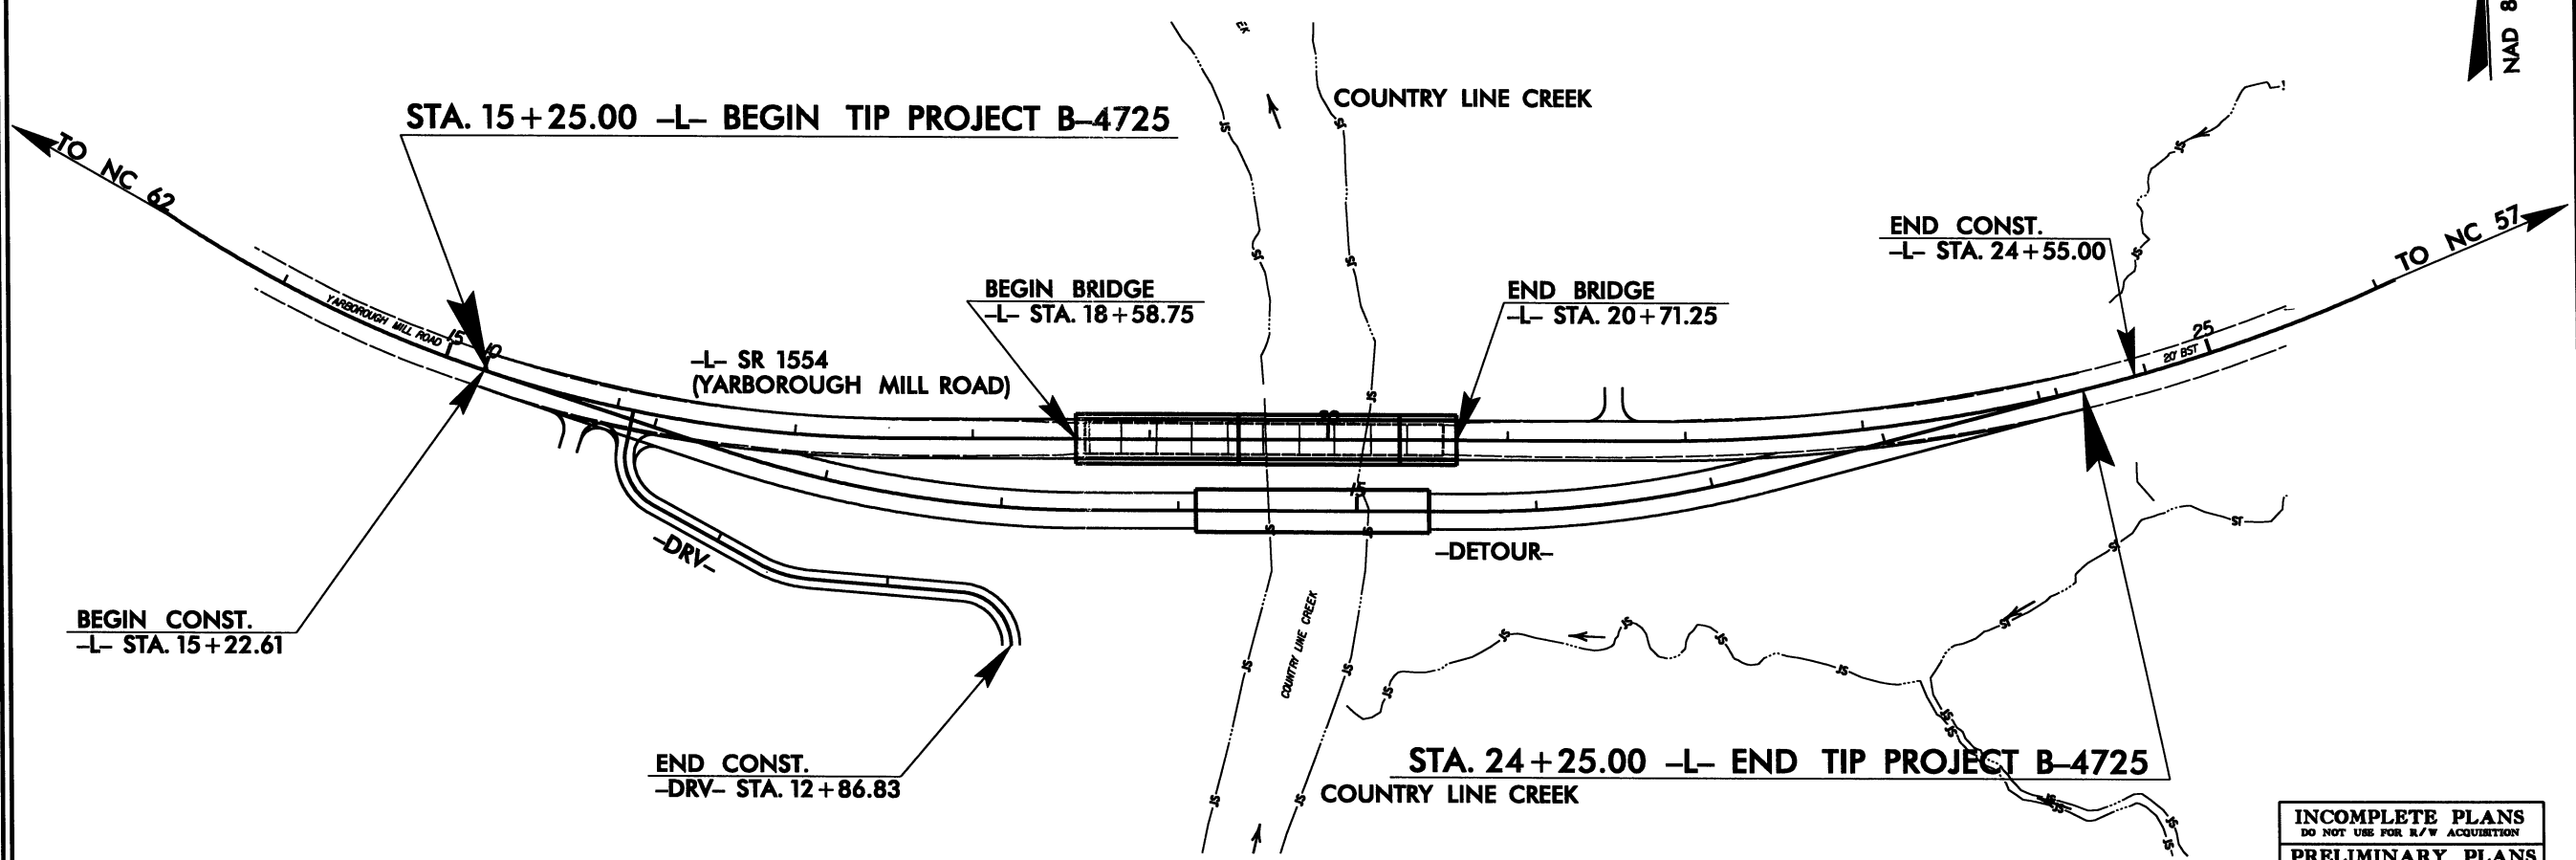 NAD 8
COUNTRY LINE CREEK
STA. 15+25.00 -L- BEGIN TIP PROJECT B-4725
TO NC 62
END CONST.
-L- STA. 24+55.00
TO NC 57
BEGIN BRIDGE
-L- STA. 18+58.75
END BRIDGE
-L- STA. 20+71.25
YARBOROUGH MILL ROAD
15
10
25
20' BST
-L- SR 1554
(YARBOROUGH MILL ROAD)
20
15
-DRV-
-DETOUR-
BEGIN CONST.
-L- STA. 15+22.61
COUNTRY LINE CREEK
END CONST.
-DRV- STA. 12+86.83
STA. 24+25.00 -L- END TIP PROJECT B-4725
COUNTRY LINE CREEK
INCOMPLETE PLANS
DO NOT USE FOR R/W ACQUISITION
PRELIMINARY PLANS